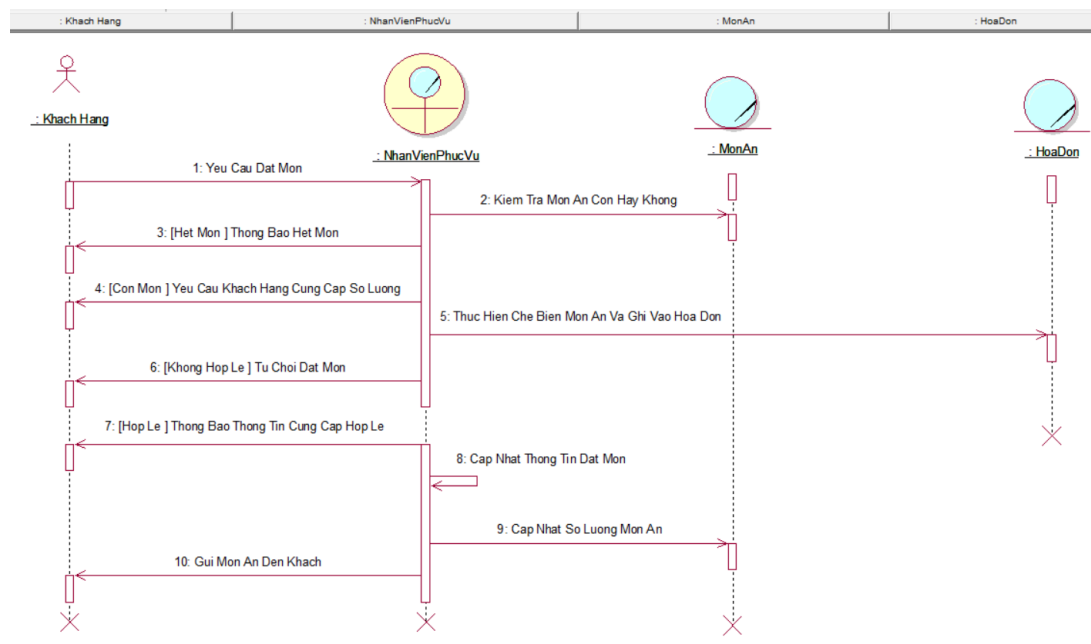 : Khach Hang
: NhanVienPhucVu
: MonAn
: HoaDon
: Khach Hang
: NhanVienPhucVu
: MonAn
: HoaDon
1: Yeu Cau Dat Mon
2: Kiem Tra Mon An Con Hay Khong
3: [Het Mon ] Thong Bao Het Mon
4: [Con Mon ] Yeu Cau Khach Hang Cung Cap So Luong
5: Thuc Hien Che Bien Mon An Va Ghi Vao Hoa Don
6: [Khong Hop Le ] Tu Choi Dat Mon
7: [Hop Le ] Thong Bao Thong Tin Cung Cap Hop Le
8: Cap Nhat Thong Tin Dat Mon
9: Cap Nhat So Luong Mon An
10: Gui Mon An Den Khach